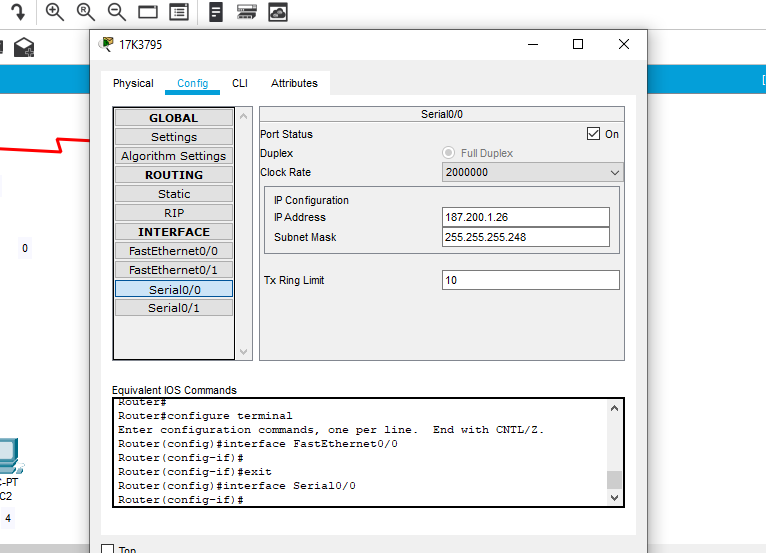 17K3795
Physical Config CLI Attributes
GLOBAL
Settings
Algorithm Settings
ROUTING
Static
RIP
INTERFACE
FastEthernet0/0
FastEthernet0/1
Serial0/0
Serial0/1
Serial0/0
Port Status On
Duplex Full Duplex
Clock Rate 2000000
IP Configuration
IP Address 187.200.1.26
Subnet Mask 255.255.255.248
Tx Ring Limit 10
Equivalent IOS Commands
Router#
Router#configure terminal
Enter configuration commands, one per line. End with CNTL/Z.
Router(config)#interface FastEthernet0/0
Router(config-if)#
Router(config-if)#exit
Router(config)#interface Serial0/0
Router(config-if)#
Top
0
C-PT
C2
4